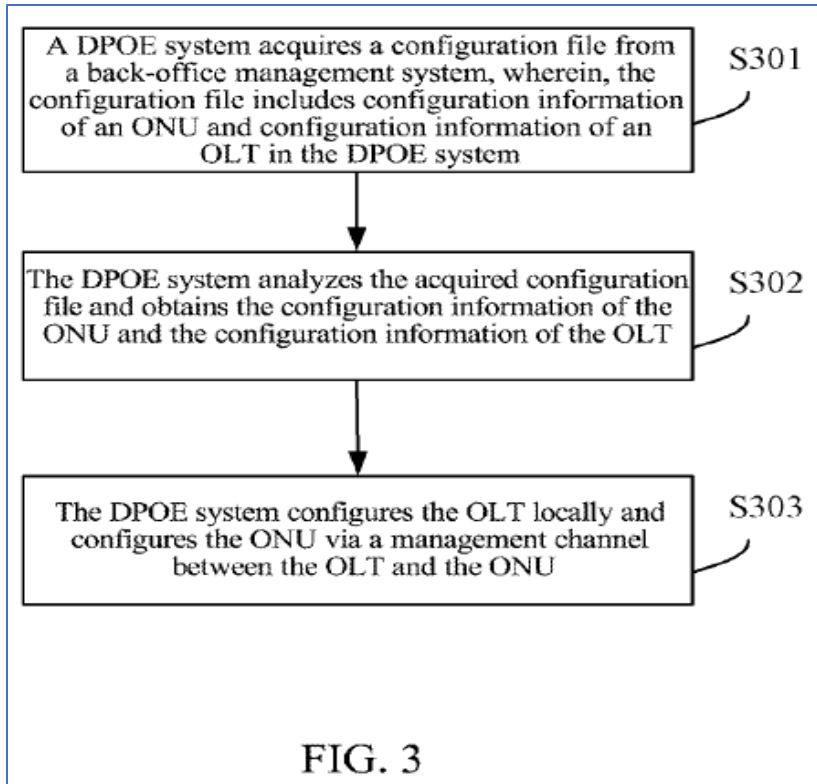 A DPOE system acquires a configuration file from
a back-office management system, wherein, the
configuration file includes configuration information
of an ONU and configuration information of an
OLT in the DPOE system
S301
The DPOE system analyzes the acquired configuration
file and obtains the configuration information of the
ONU and the configuration information of the OLT
S302
The DPOE system configures the OLT locally and
configures the ONU via a management channel
between the OLT and the ONU
S303
FIG. 3